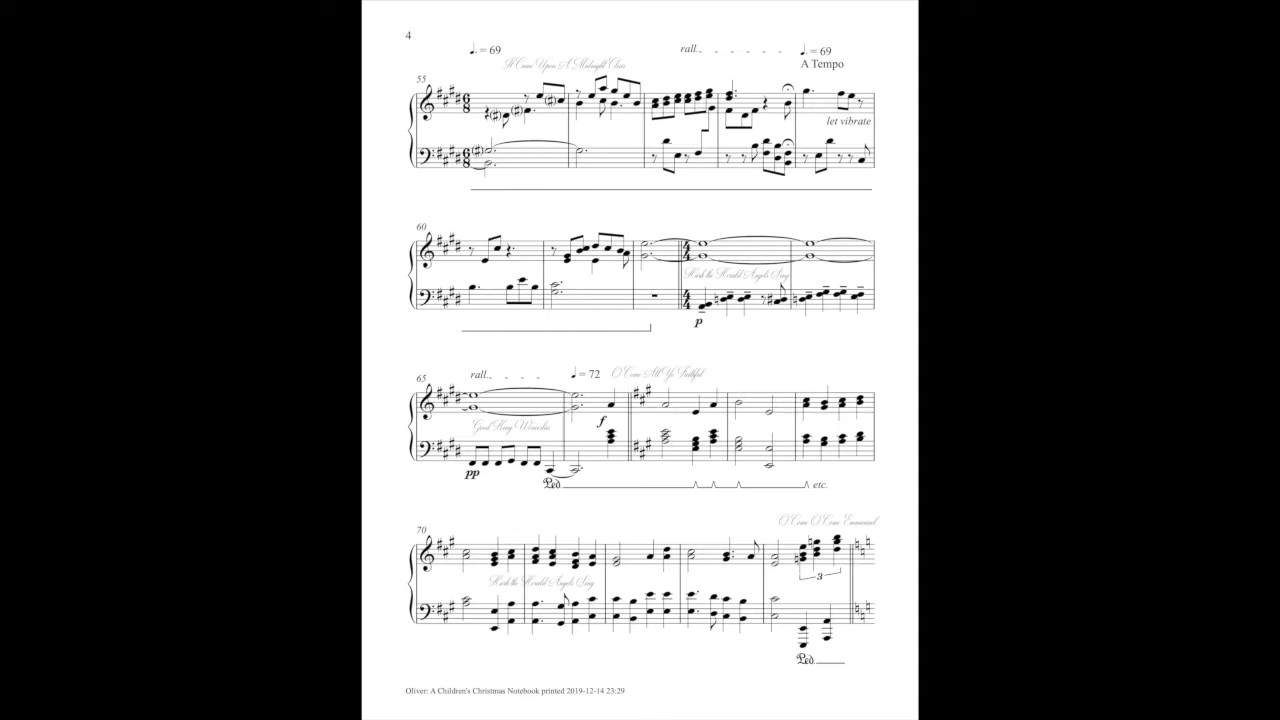 4
♩. = 69
rall.
♩. = 69
It Came Upon A Midnight Clear
A Tempo
55
let vibrate
60
Hark the Herald Angels Sing
p
rall.
♩ = 72
O Come All Ye Faithful
65
f
Good King Wenceslas
pp
Ped.
etc.
O Come O Come Emmanuel
70
3
Hark the Herald Angels Sing
Ped.
Oliver: A Children's Christmas Notebook printed 2019-12-14 23:29